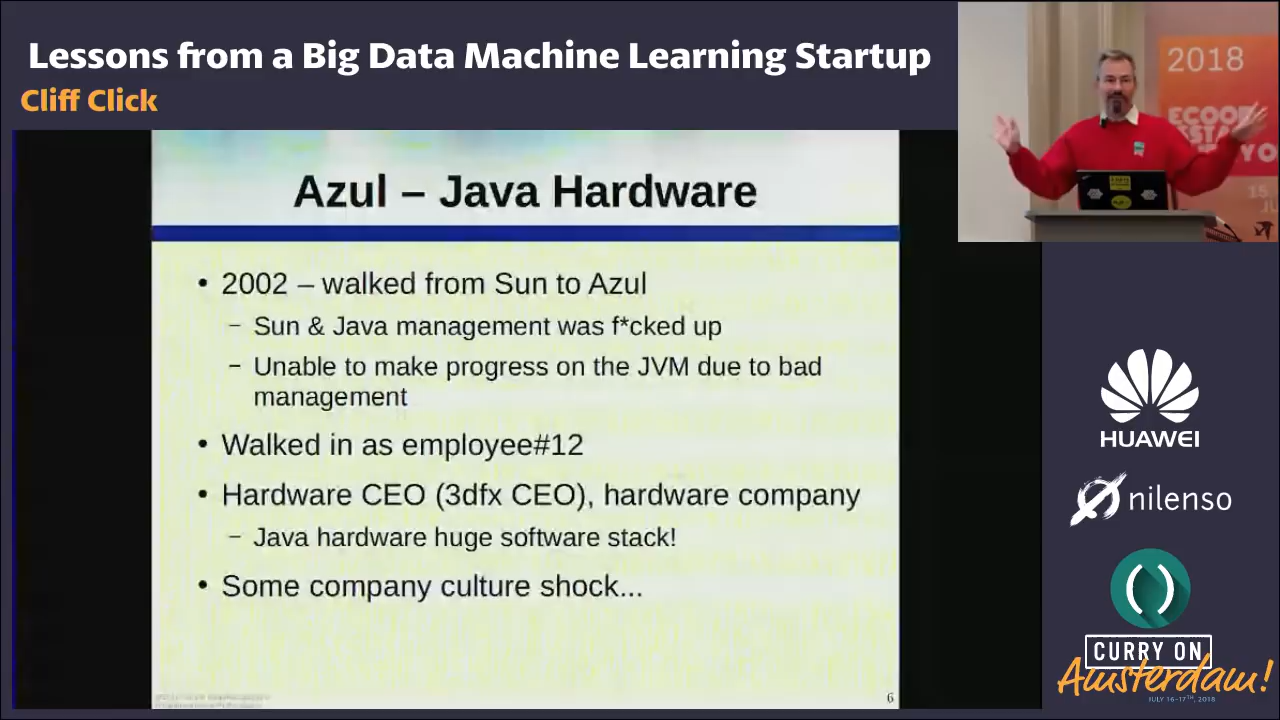 Lessons from a Big Data Machine Learning Startup
Cliff Click
2018
ECOOP
15
Azul – Java Hardware
• 2002 – walked from Sun to Azul
– Sun & Java management was f*cked up
– Unable to make progress on the JVM due to bad
management
• Walked in as employee#12
• Hardware CEO (3dfx CEO), hardware company
– Java hardware huge software stack!
• Some company culture shock...
6
HUAWEI
nilenso
CURRY ON
Amsterdam!
JULY 16-17TH, 2018